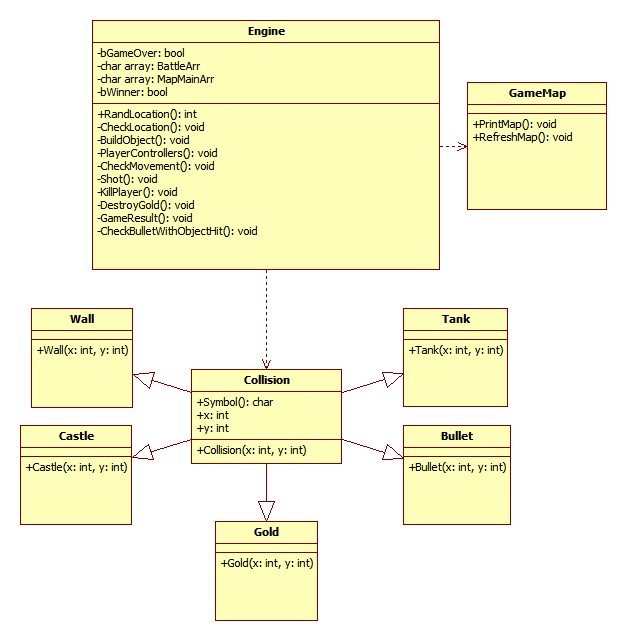 Engine
-bGameOver: bool
-char array: BattleArr
-char array: MapMainArr
-bWinner: bool
+RandLocation(): int
-CheckLocation(): void
-BuildObject(): void
-PlayerControllers(): void
-CheckMovement(): void
-Shot(): void
-KillPlayer(): void
-DestroyGold(): void
-GameResult(): void
-CheckBulletWithObjectHit(): void
GameMap
+PrintMap(): void
+RefreshMap(): void
Wall
+Wall(x: int, y: int)
Tank
+Tank(x: int, y: int)
Collision
+Symbol(): char
+x: int
+y: int
+Collision(x: int, y: int)
Castle
+Castle(x: int, y: int)
Bullet
+Bullet(x: int, y: int)
Gold
+Gold(x: int, y: int)